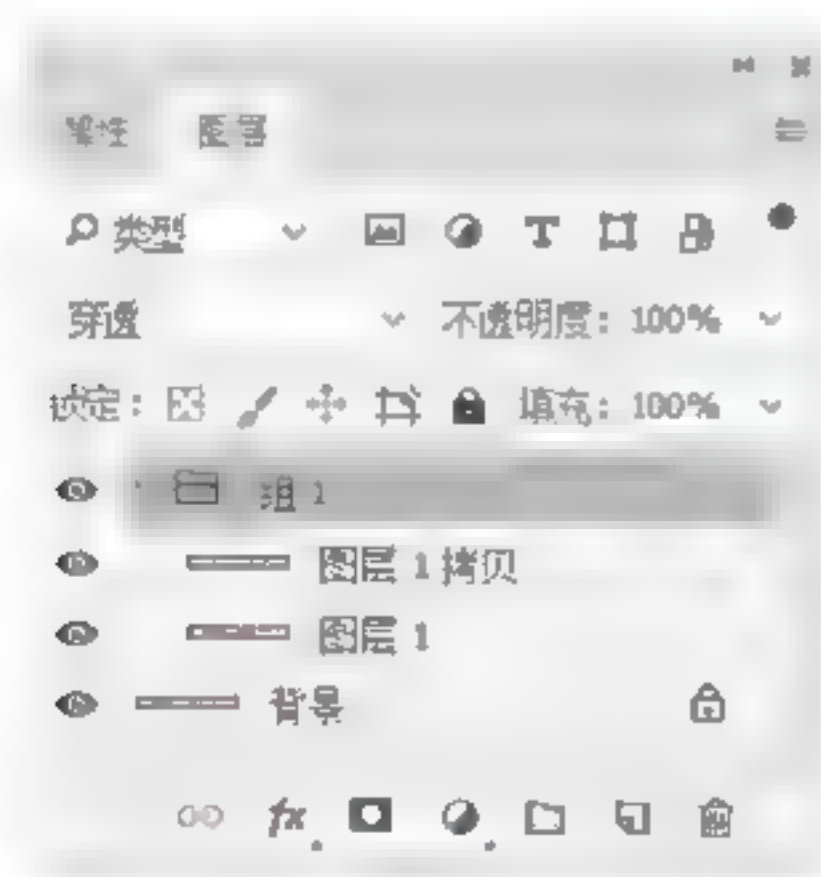 属性 图层
类型
穿透 不透明度: 100%
锁定: 填充: 100%
组 1
图层 1 拷贝
图层 1
背景
fx